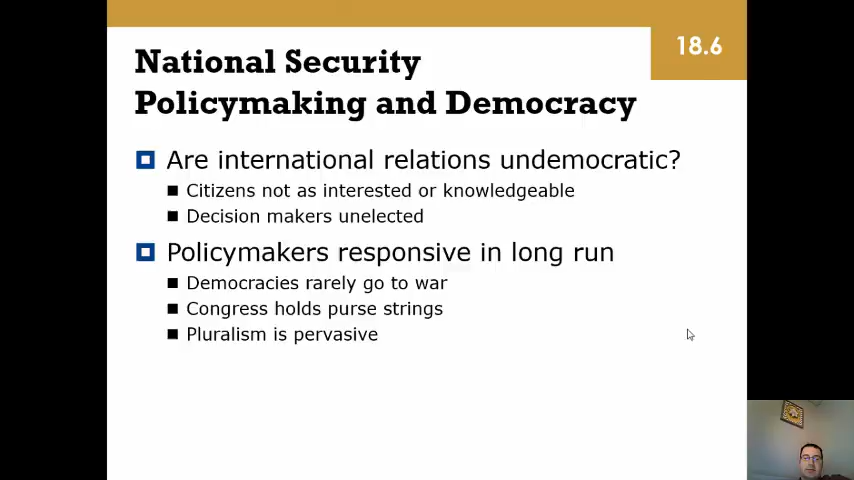 18.6
National Security
Policymaking and Democracy
Are international relations undemocratic?
Citizens not as interested or knowledgeable
Decision makers unelected
Policymakers responsive in long run
Democracies rarely go to war
Congress holds purse strings
Pluralism is pervasive